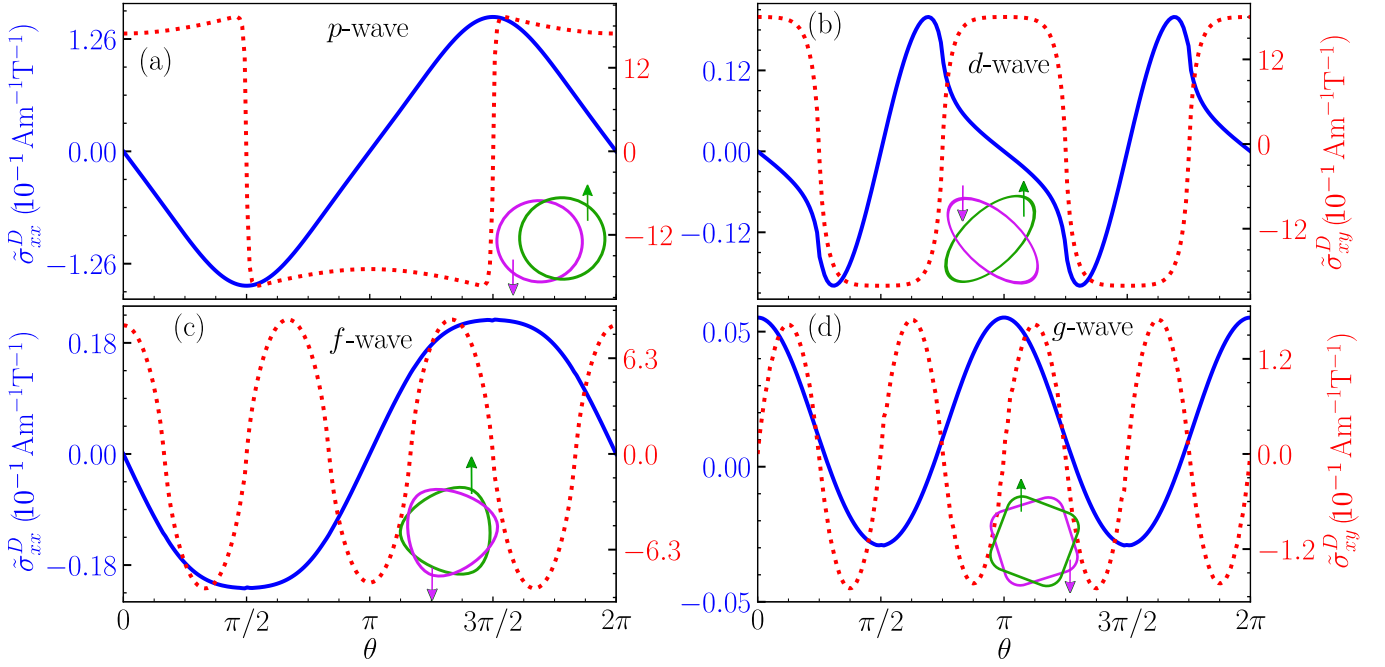 (a)
p-wave
1.26
0.00
−1.26
12
0
−12
σ̃ᴰₓₓ (10⁻¹ Am⁻¹T⁻¹)
(b)
d-wave
0.12
0.00
−0.12
12
0
−12
σ̃ᴰₓᵧ (10⁻¹ Am⁻¹T⁻¹)
(c)
f-wave
0.18
0.00
−0.18
6.3
0.0
−6.3
σ̃ᴰₓₓ (10⁻¹ Am⁻¹T⁻¹)
0 π/2 π 3π/2 2π
θ
(d)
g-wave
0.05
0.00
−0.05
1.2
0.0
−1.2
σ̃ᴰₓᵧ (10⁻¹ Am⁻¹T⁻¹)
0 π/2 π 3π/2 2π
θ